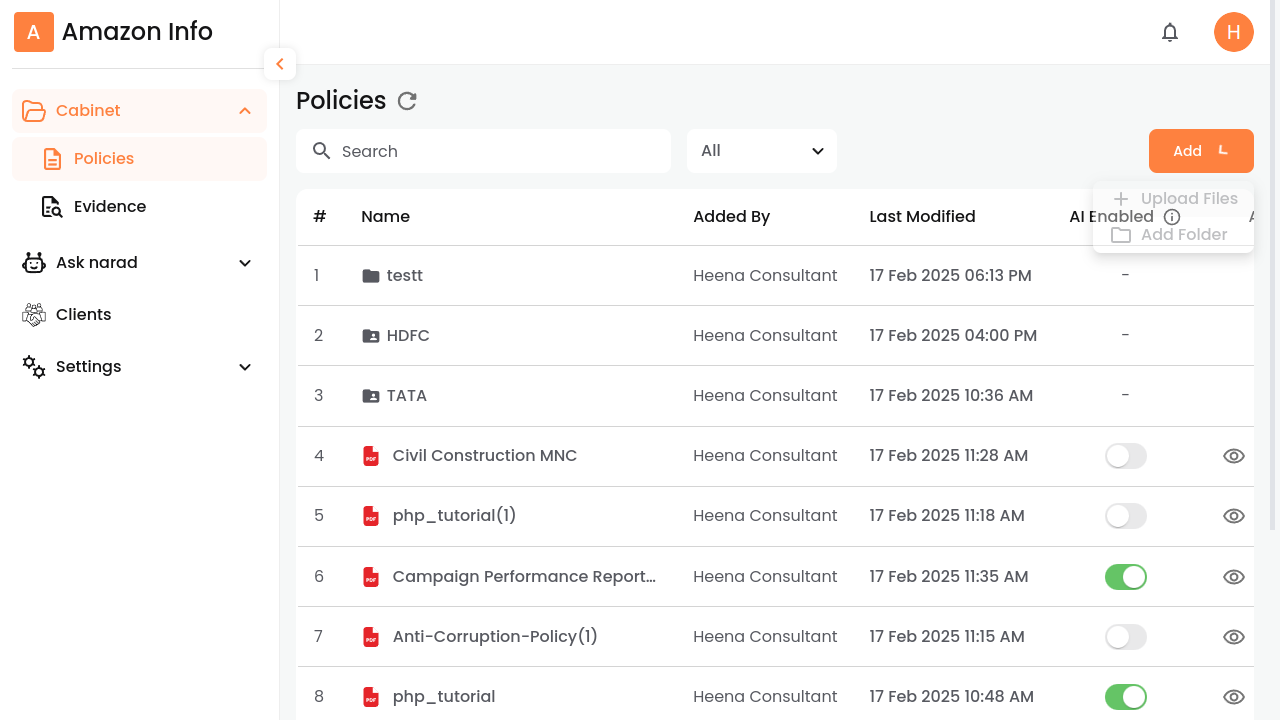 A Amazon Info
H
Cabinet
Policies
Evidence
Ask narad
Clients
Settings
Policies
Search
All
Add
Upload Files
Add Folder
# Name Added By Last Modified AI Enabled
1 testt Heena Consultant 17 Feb 2025 06:13 PM -
2 HDFC Heena Consultant 17 Feb 2025 04:00 PM -
3 TATA Heena Consultant 17 Feb 2025 10:36 AM -
4 PDF Civil Construction MNC Heena Consultant 17 Feb 2025 11:28 AM
5 PDF php_tutorial(1) Heena Consultant 17 Feb 2025 11:18 AM
6 PDF Campaign Performance Report... Heena Consultant 17 Feb 2025 11:35 AM
7 PDF Anti-Corruption-Policy(1) Heena Consultant 17 Feb 2025 11:15 AM
8 PDF php_tutorial Heena Consultant 17 Feb 2025 10:48 AM